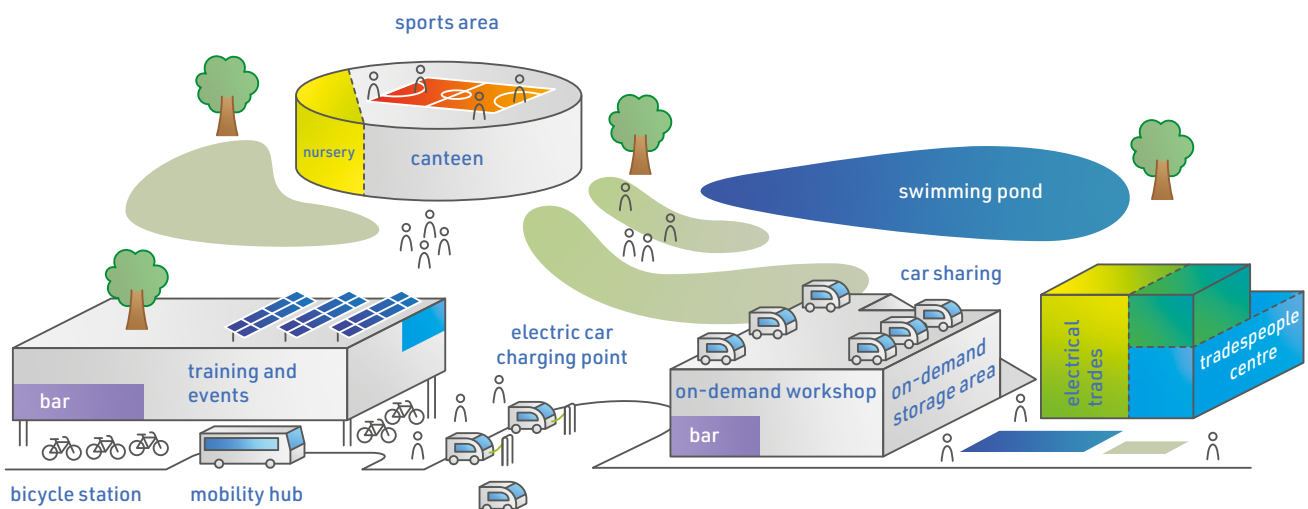 sports area
nursery
canteen
swimming pond
car sharing
electric car
charging point
training and
events
bar
on-demand workshop
bar
on-demand
storage area
electrical
trades
tradespeople
centre
bicycle station
mobility hub